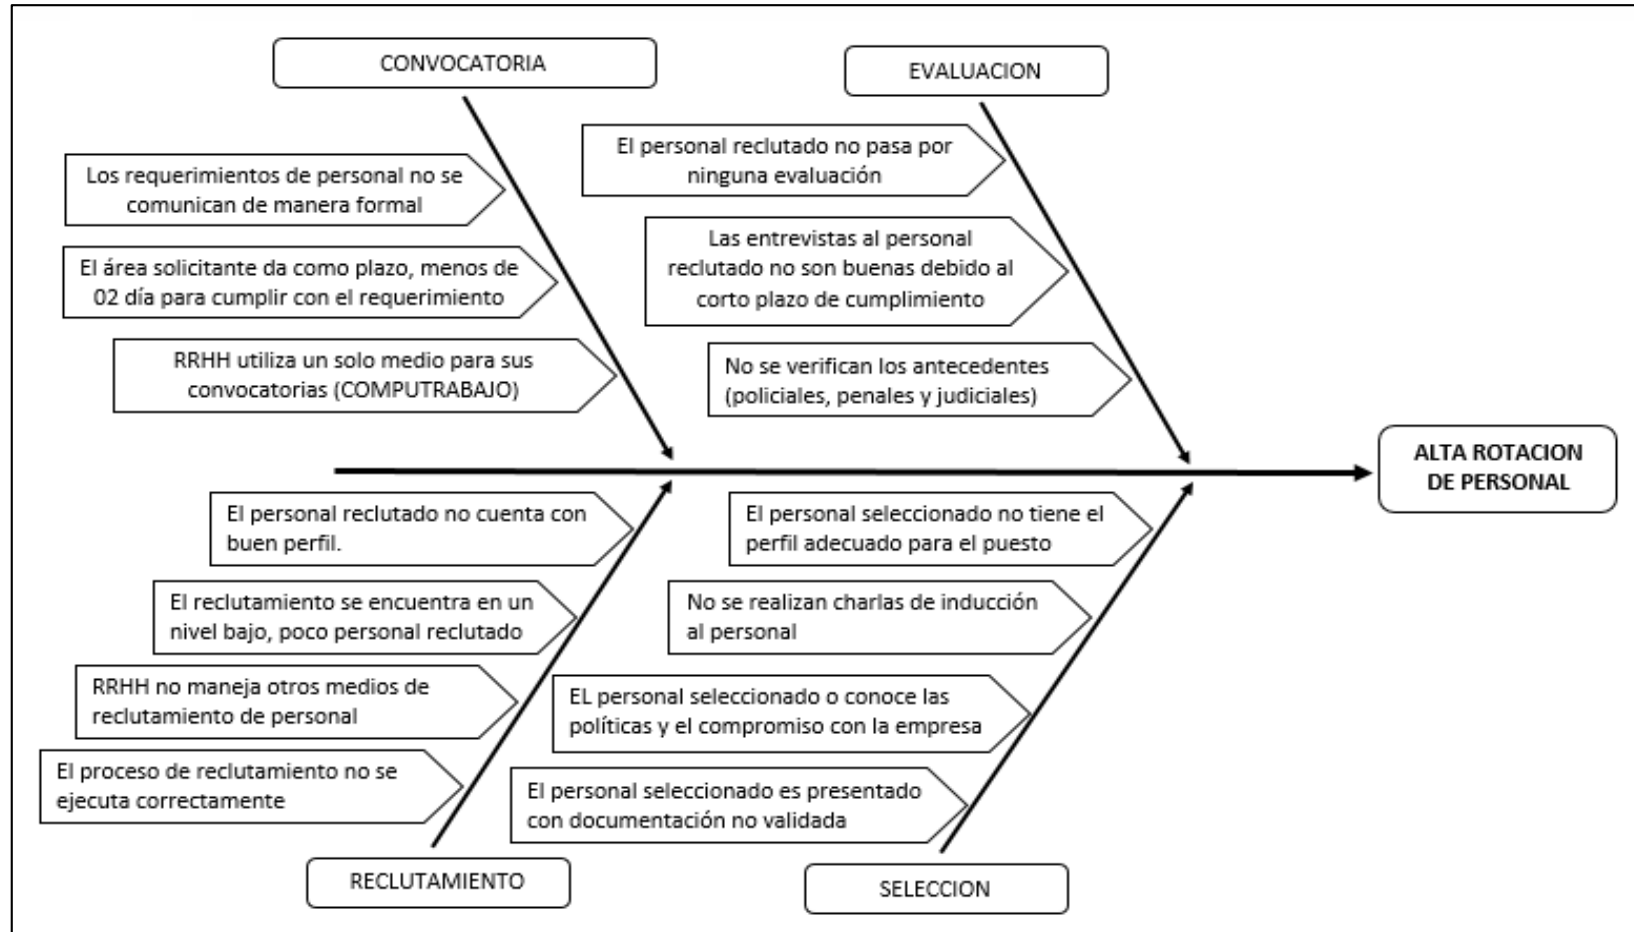 CONVOCATORIA
EVALUACION
Los requerimientos de personal no se
comunican de manera formal
El área solicitante da como plazo, menos de
02 día para cumplir con el requerimiento
RRHH utiliza un solo medio para sus
convocatorias (COMPUTRABAJO)
El personal reclutado no pasa por
ninguna evaluación
Las entrevistas al personal
reclutado no son buenas debido al
corto plazo de cumplimiento
No se verifican los antecedentes
(policiales, penales y judiciales)
ALTA ROTACION
DE PERSONAL
El personal reclutado no cuenta con
buen perfil.
El reclutamiento se encuentra en un
nivel bajo, poco personal reclutado
RRHH no maneja otros medios de
reclutamiento de personal
El proceso de reclutamiento no se
ejecuta correctamente
El personal seleccionado no tiene el
perfil adecuado para el puesto
No se realizan charlas de inducción
al personal
EL personal seleccionado o conoce las
políticas y el compromiso con la empresa
El personal seleccionado es presentado
con documentación no validada
RECLUTAMIENTO
SELECCION